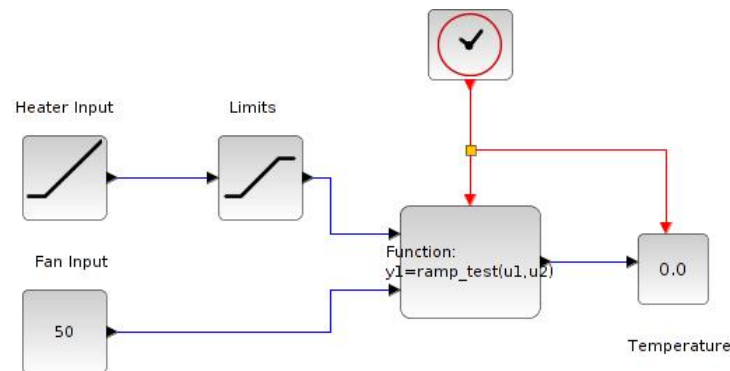 Heater Input
Limits
Function:
y1=ramp_test(u1,u2)
0.0
Fan Input
50
Temperature